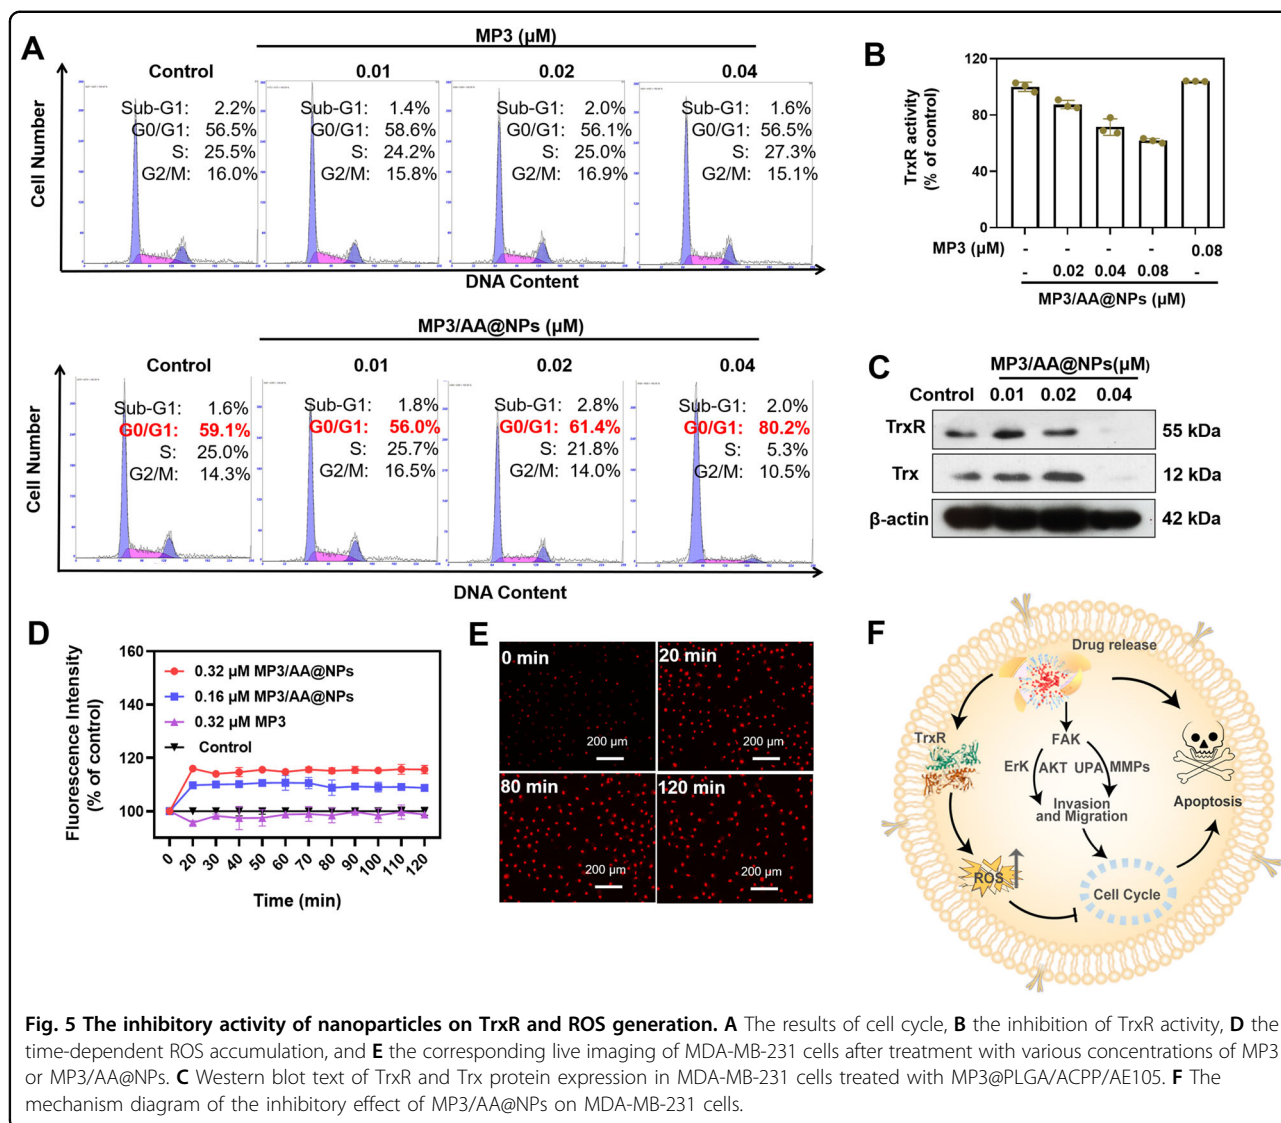 A
MP3 (µM)
Control 0.01 0.02 0.04
Sub-G1: 2.2% Sub-G1: 1.4% Sub-G1: 2.0% Sub-G1: 1.6%
G0/G1: 56.5% G0/G1: 58.6% G0/G1: 56.1% G0/G1: 56.5%
S: 25.5% S: 24.2% S: 25.0% S: 27.3%
G2/M: 16.0% G2/M: 15.8% G2/M: 16.9% G2/M: 15.1%
Cell Number
DNA Content
MP3/AA@NPs (µM)
Control 0.01 0.02 0.04
Sub-G1: 1.6% Sub-G1: 1.8% Sub-G1: 2.8% Sub-G1: 2.0%
G0/G1: 59.1% G0/G1: 56.0% G0/G1: 61.4% G0/G1: 80.2%
S: 25.0% S: 25.7% S: 21.8% S: 5.3%
G2/M: 14.3% G2/M: 16.5% G2/M: 14.0% G2/M: 10.5%
Cell Number
DNA Content
B
TrxR activity
(% of control)
120
80
40
0
MP3 (µM) - - - - 0.08
- 0.02 0.04 0.08 -
MP3/AA@NPs (µM)
C
MP3/AA@NPs(µM)
Control 0.01 0.02 0.04
TrxR 55 kDa
Trx 12 kDa
β-actin 42 kDa
D
Fluorescence Intensity
(% of control)
160
140
120
100
0.32 µM MP3/AA@NPs
0.16 µM MP3/AA@NPs
0.32 µM MP3
Control
0 20 30 40 50 60 70 80 90 100 110 120
Time (min)
E
0 min
200 µm
20 min
200 µm
80 min
200 µm
120 min
200 µm
F
Drug release
TrxR
FAK
ErK AKT UPA MMPs
Invasion
and Migration
Apoptosis
ROS
Cell Cycle
Fig. 5 The inhibitory activity of nanoparticles on TrxR and ROS generation. A The results of cell cycle, B the inhibition of TrxR activity, D the
time-dependent ROS accumulation, and E the corresponding live imaging of MDA-MB-231 cells after treatment with various concentrations of MP3
or MP3/AA@NPs. C Western blot text of TrxR and Trx protein expression in MDA-MB-231 cells treated with MP3@PLGA/ACPP/AE105. F The
mechanism diagram of the inhibitory effect of MP3/AA@NPs on MDA-MB-231 cells.